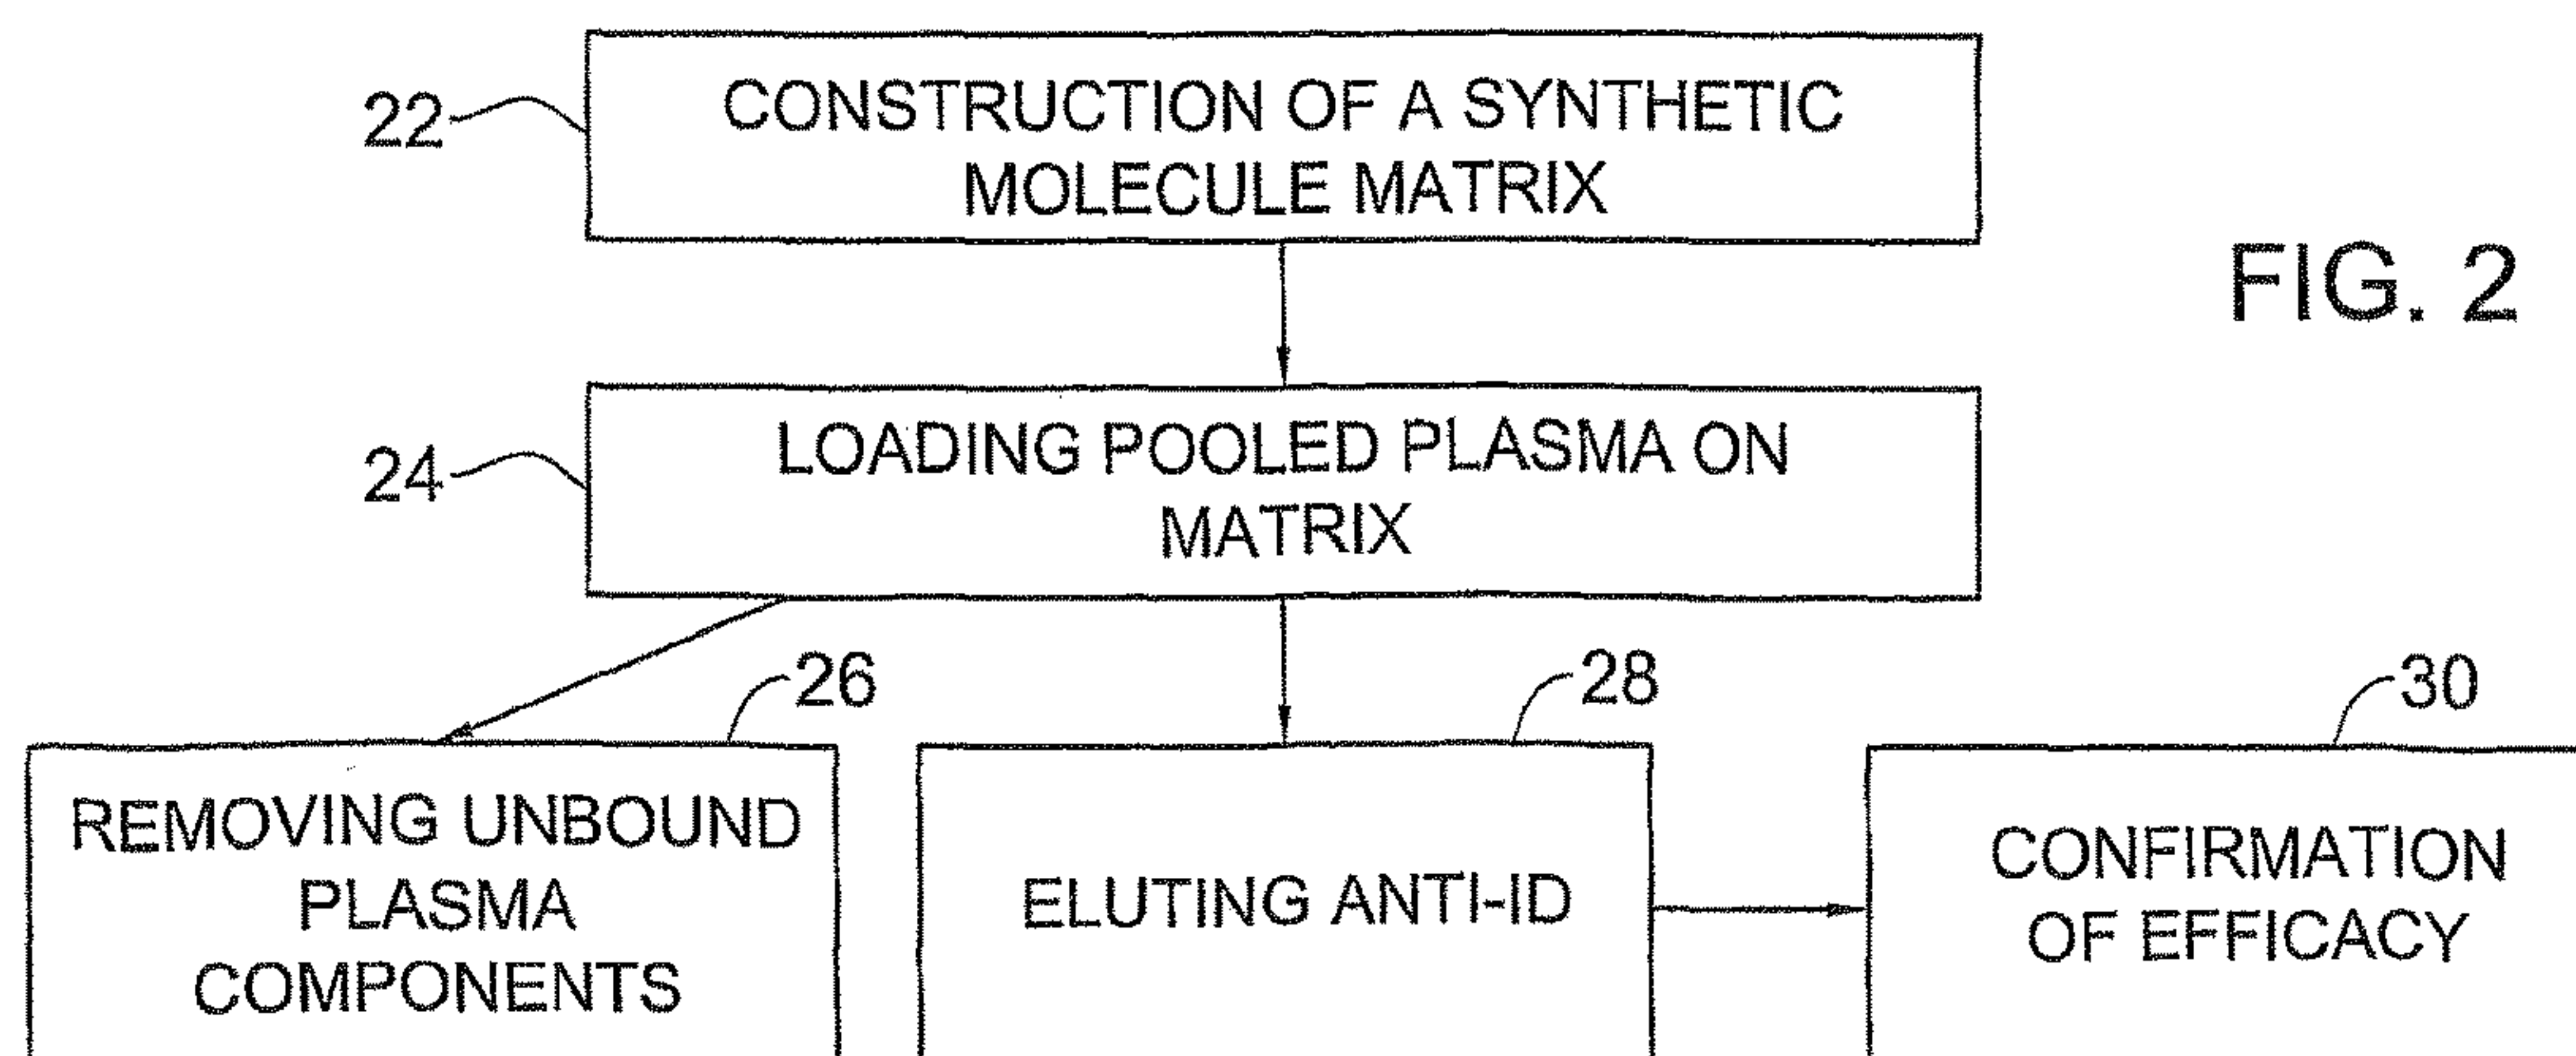 22
CONSTRUCTION OF A SYNTHETIC
MOLECULE MATRIX
FIG. 2
24
LOADING POOLED PLASMA ON
MATRIX
26
28
30
REMOVING UNBOUND
PLASMA
COMPONENTS
ELUTING ANTI-ID
CONFIRMATION
OF EFFICACY